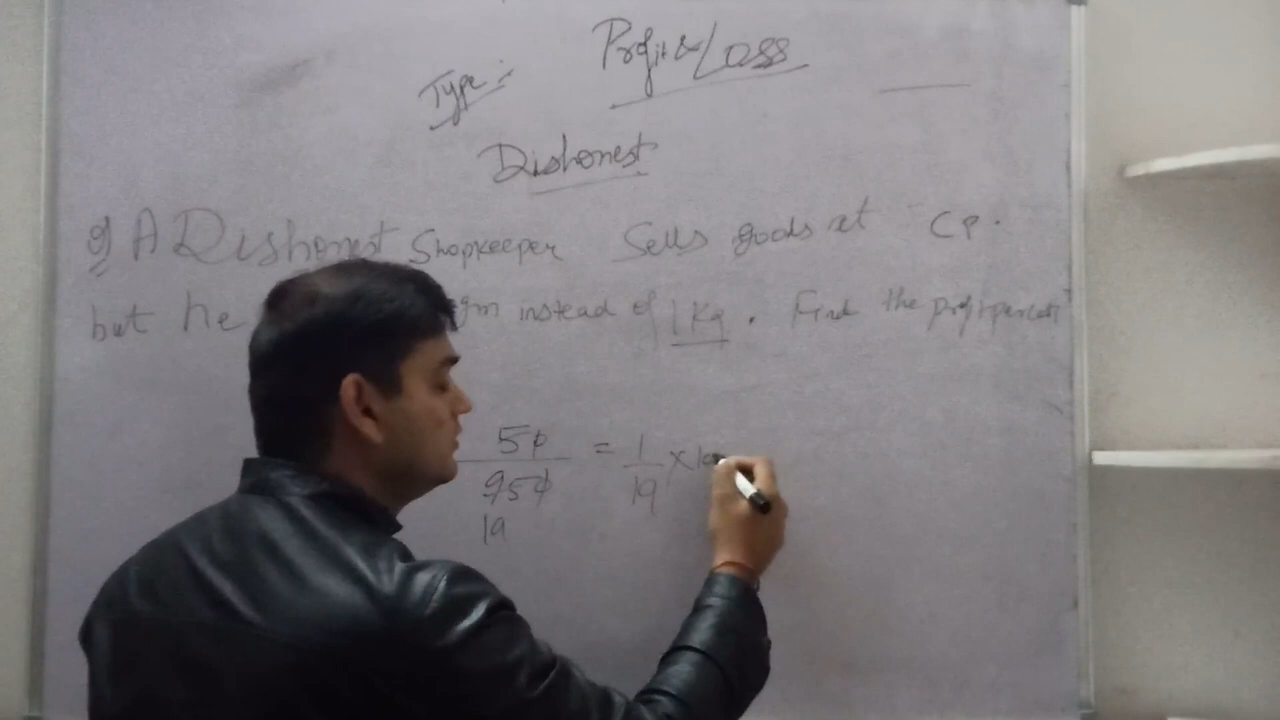 Profit & Loss
Type :-
Dishonest
Q A Dishonest Shopkeeper Sells goods at CP.
but he gm instead of 1 Kg. Find the profit percent
50 = 1 × 10
950 19
19